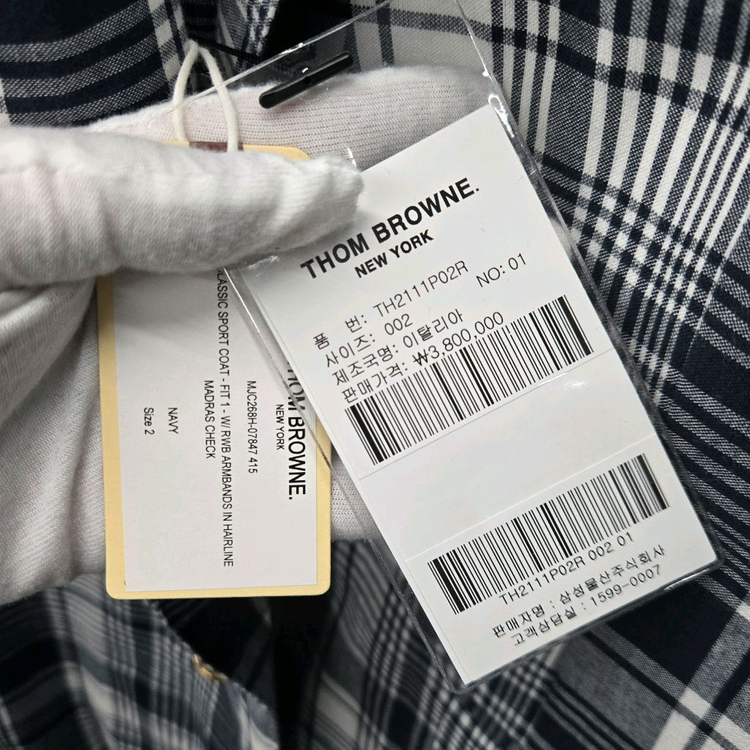 THOM BROWNE.
NEW YORK
품 번: TH2111P02R
사이즈: 002 NO: 01
제조국명: 이탈리아
판매가격: ₩3,800,000
TH2111P02R 002 01
판매자명 : 삼성물산주식회사
고객상담실 : 1599-0007
THOM BROWNE.
NEW YORK
MJC268H-07847 415
CLASSIC SPORT COAT - FIT 1 - W/ RWB ARMBANDS IN HAIRLINE
MADRAS CHECK
NAVY
Size 2